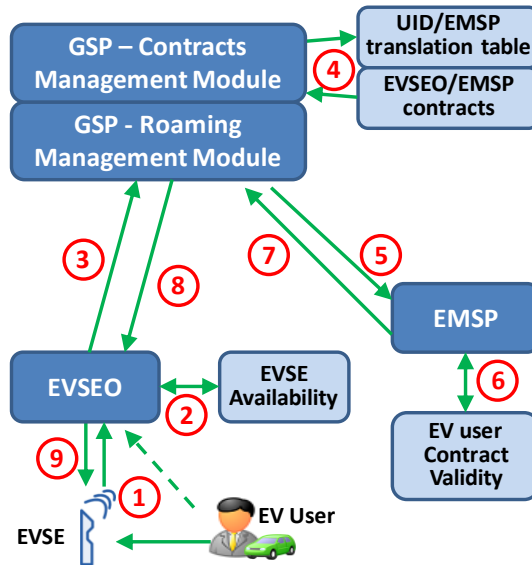 GSP – Contracts
Management Module
UID/EMSP
translation table
4
EVSEO/EMSP
contracts
GSP - Roaming
Management Module
3
8
7
5
EMSP
EVSEO
2
EVSE
Availability
6
EV user
Contract
Validity
9
1
EVSE
EV User